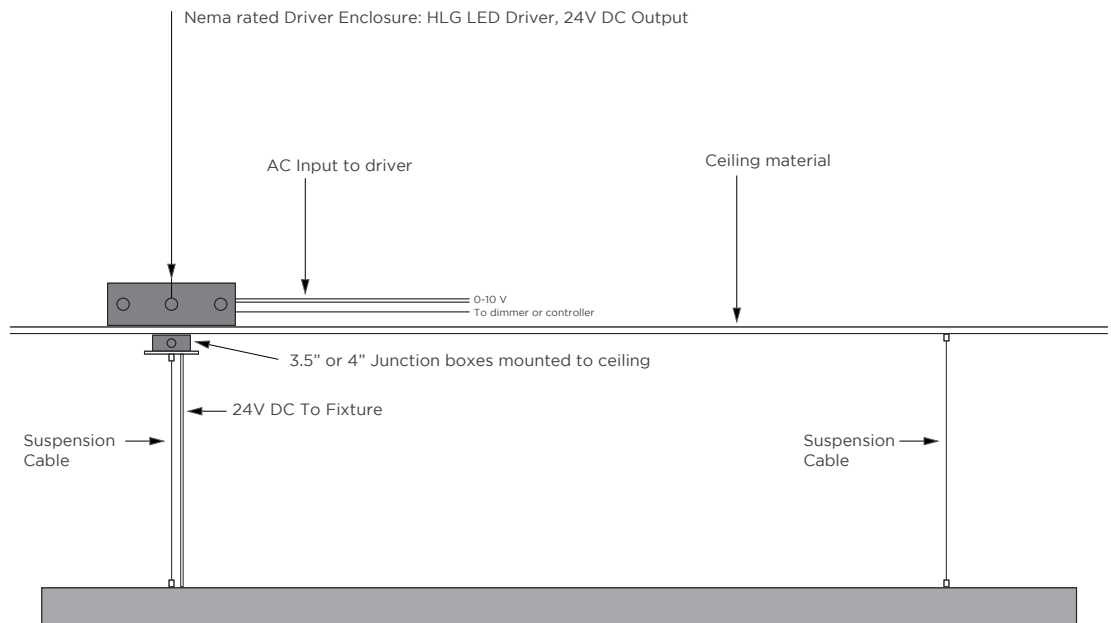 Nema rated Driver Enclosure: HLG LED Driver, 24V DC Output
AC Input to driver
Ceiling material
0-10 V
To dimmer or controller
3.5” or 4” Junction boxes mounted to ceiling
24V DC To Fixture
Suspension
Cable
Suspension
Cable